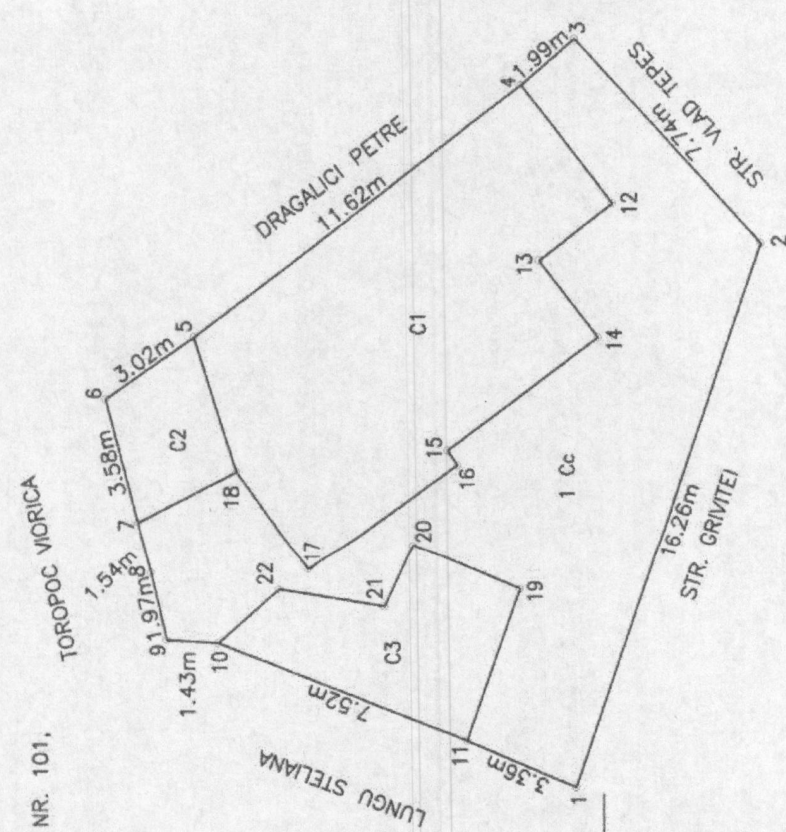 NR. 101,
TOROPOC VIORICA
6
3.02m
5
3.58m
7
C2
18
1.54m
8
1.97m
9
1.43m
10
22
17
DRAGALICI PETRE
11.62m
4
1.99m
3
STR. VLAD TEPES
7.74m
2
12
13
14
C1
15
16
1 Cc
20
21
19
C3
7.52m
LUNGU STELIANA
11
3.36m
1
16.26m
STR. GRIVITEI